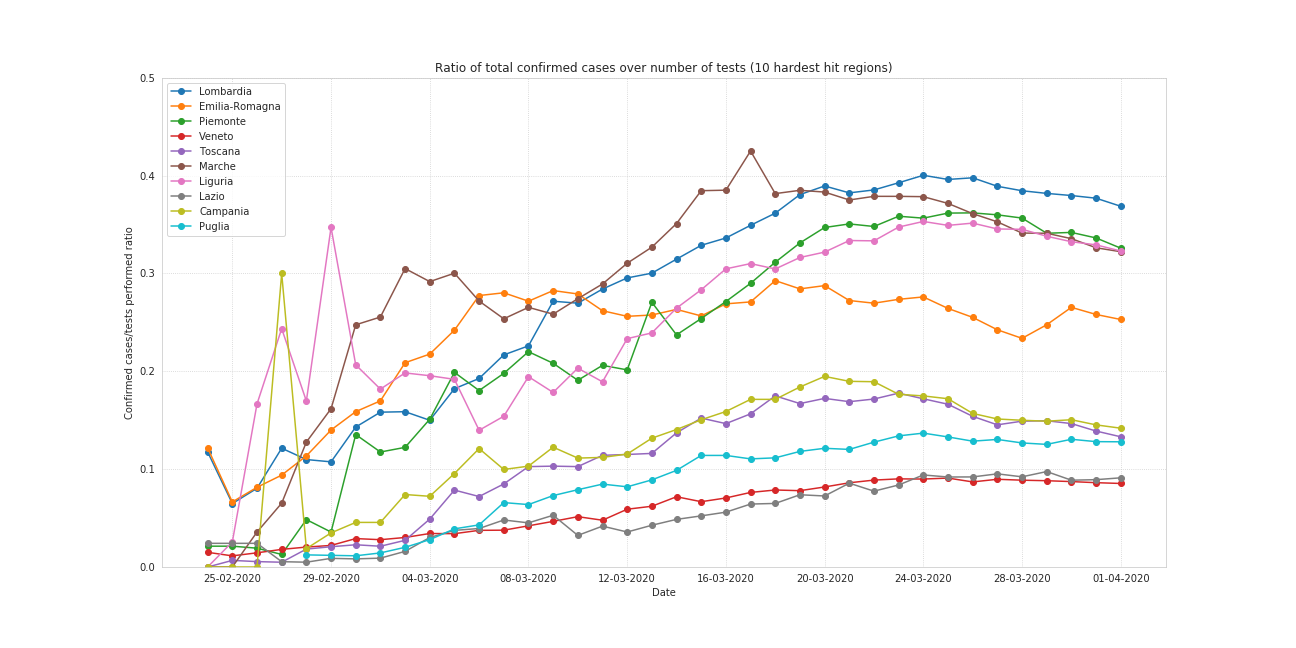 Ratio of total confirmed cases over number of tests (10 hardest hit regions)
0.5
0.4
0.3
0.2
0.1
0.0
Confirmed cases/tests performed ratio
Lombardia
Emilia-Romagna
Piemonte
Veneto
Toscana
Marche
Liguria
Lazio
Campania
Puglia
25-02-2020 29-02-2020 04-03-2020 08-03-2020 12-03-2020 16-03-2020 20-03-2020 24-03-2020 28-03-2020 01-04-2020
Date